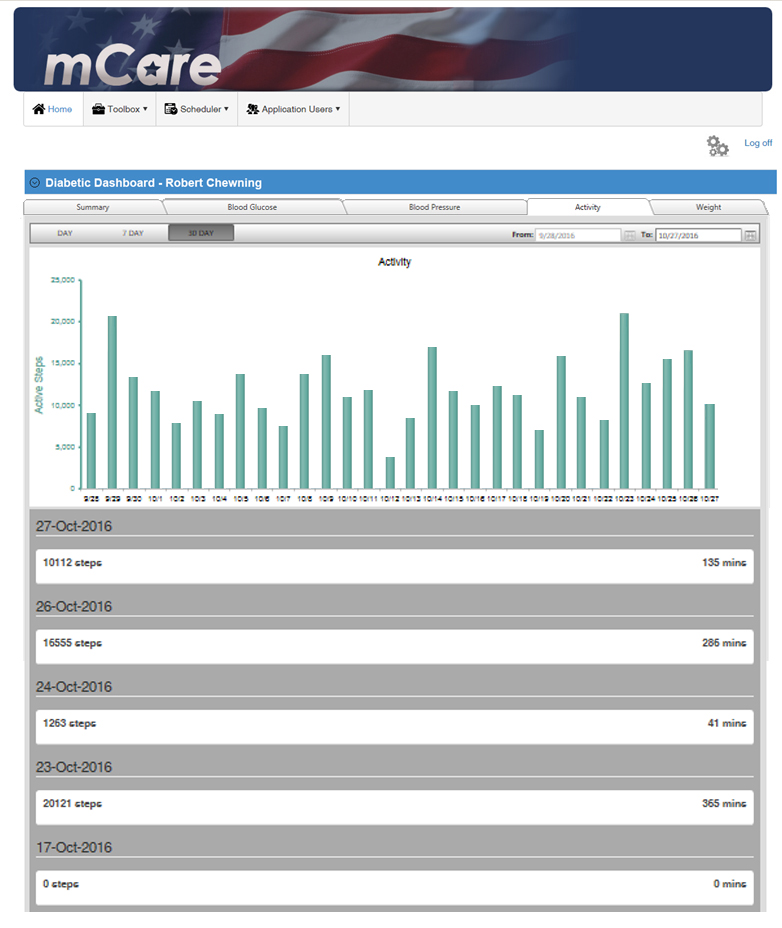 mCare
Home Toolbox Scheduler Application Users
Log off
Diabetic Dashboard - Robert Chewning
Summary Blood Glucose Blood Pressure Activity Weight
DAY 7 DAY 30 DAY From: 9/28/2016 To: 10/27/2016
Activity
Active Steps
25,000
20,000
15,000
10,000
5,000
0
9/28 9/29 9/30 10/1 10/2 10/3 10/4 10/5 10/6 10/7 10/8 10/9 10/10 10/11 10/12 10/13 10/14 10/15 10/16 10/17 10/18 10/19 10/20 10/21 10/22 10/23 10/24 10/25 10/26 10/27
27-Oct-2016
10112 steps 135 mins
26-Oct-2016
16555 steps 286 mins
24-Oct-2016
1263 steps 41 mins
23-Oct-2016
20121 steps 365 mins
17-Oct-2016
0 steps 0 mins